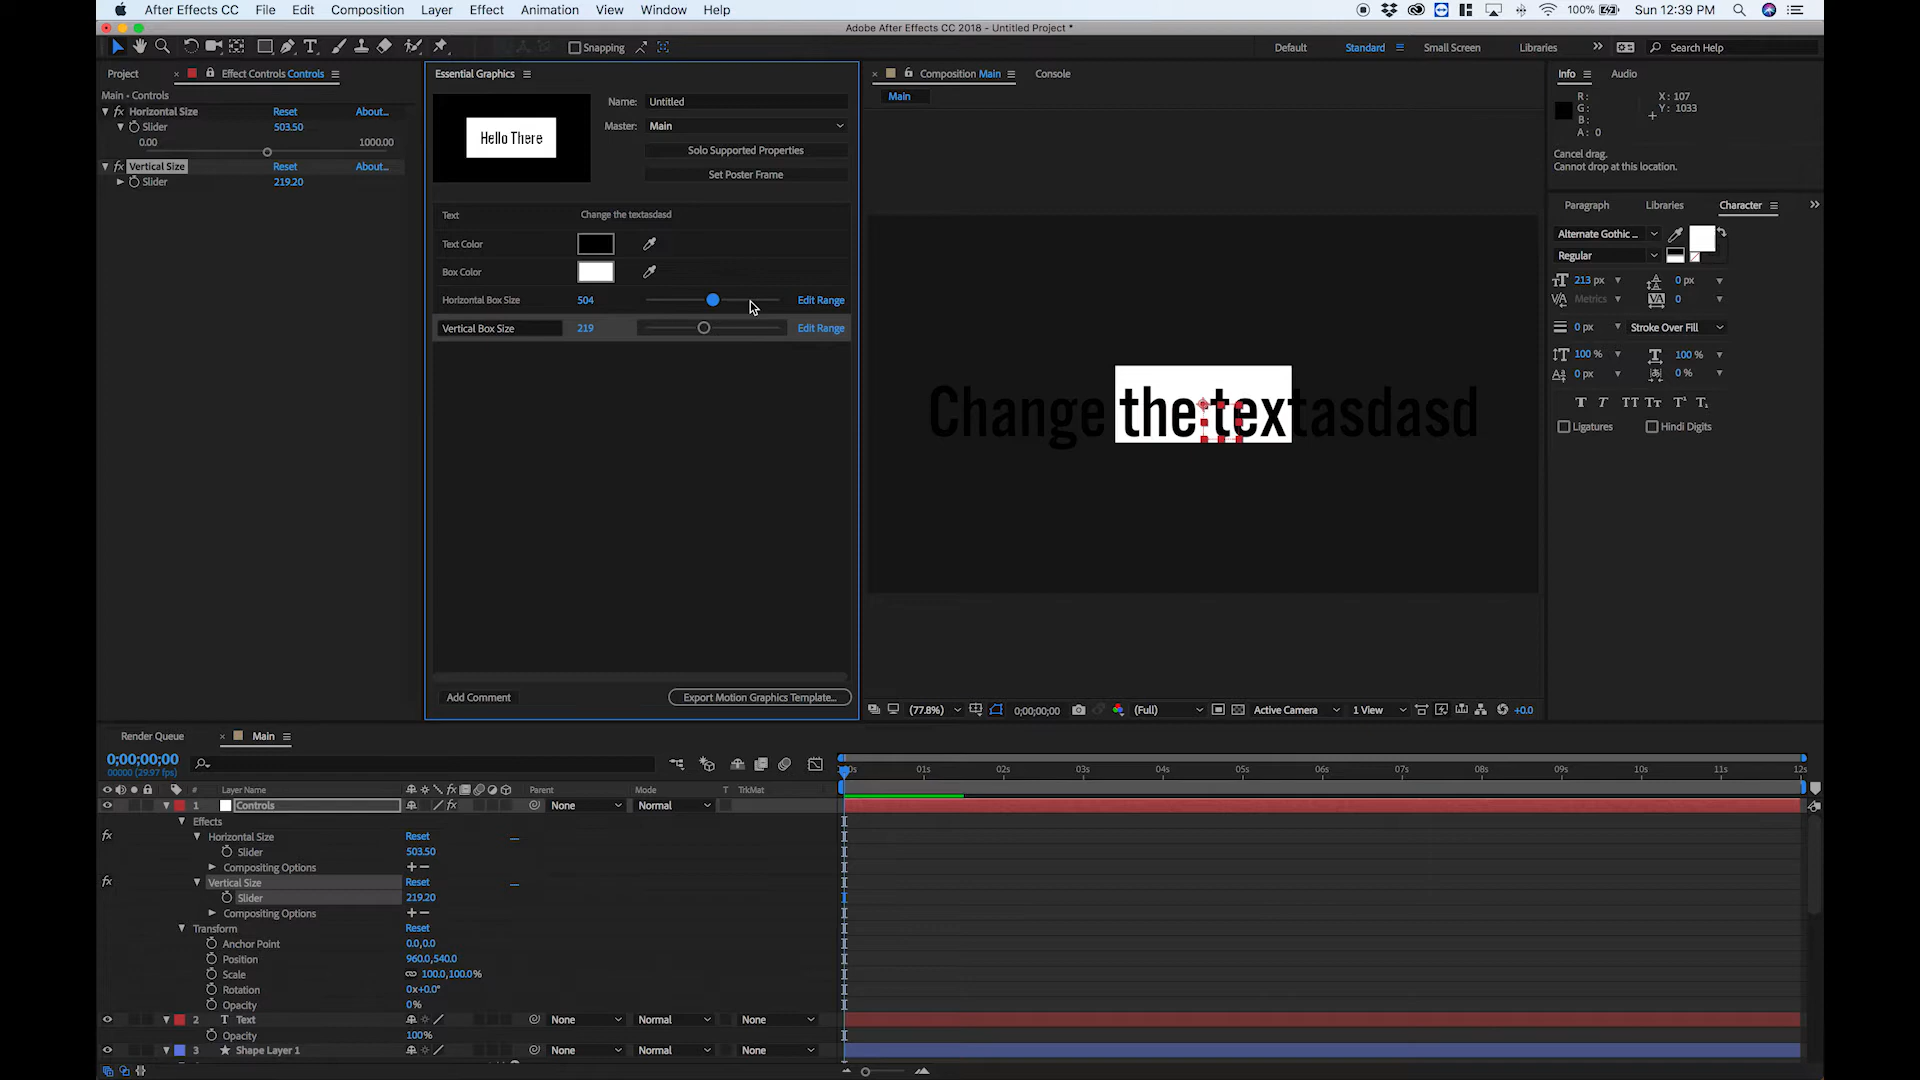 After Effects CC File Edit Composition Layer Effect Animation View Window Help
100% Sun 12:39 PM
Adobe After Effects CC 2018 - Untitled Project *
Snapping
Default Standard Small Screen Libraries Search Help
Project Effect Controls Controls
Main • Controls
Horizontal Size Reset About...
Slider 503.50
0.00 1000.00
Vertical Size Reset About...
Slider 219.20
Essential Graphics
Hello There
Name: Untitled
Master: Main
Solo Supported Properties
Set Poster Frame
Text Change the textasdasd
Text Color
Box Color
Horizontal Box Size 504 Edit Range
Vertical Box Size 219 Edit Range
Add Comment Export Motion Graphics Template...
Composition Main Console
Main
Change the textasdasd
(77.8%) 0;00;00;00 (Full) Active Camera 1 View +0.0
Info Audio
R: X: 107
G: Y: 1033
B:
A: 0
Cancel drag.
Cannot drop at this location.
Paragraph Libraries Character
Alternate Gothic ...
Regular
213 px 0 px
Metrics 0
0 px Stroke Over Fill
100 % 100 %
0 px 0 %
T T TT Tт T¹ T₁
Ligatures Hindi Digits
Render Queue Main
0;00;00;00
00000 (29.97 fps)
# Layer Name Parent Mode T TrkMat
01s 02s 03s 04s 05s 06s 07s 08s 09s 10s 11s 12s
1 Controls None Normal
Effects
Horizontal Size Reset
Slider 503.50
Compositing Options
Vertical Size Reset
Slider 219.20
Compositing Options
Transform Reset
Anchor Point 0.0,0.0
Position 960.0,540.0
Scale 100.0,100.0%
Rotation 0x+0.0°
Opacity 0%
2 T Text None Normal None
Opacity 100%
3 Shape Layer 1 None Normal None